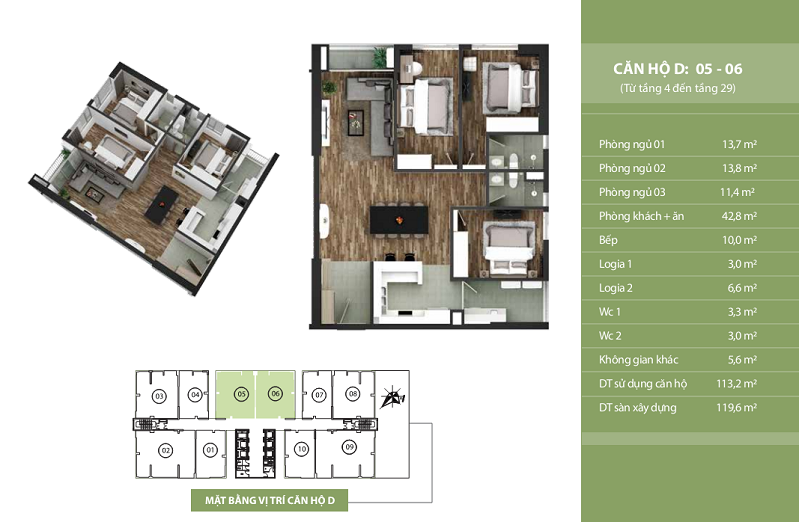 CĂN HỘ D: 05 - 06
(Từ tầng 4 đến tầng 29)
Phòng ngủ 01 13,7 m²
Phòng ngủ 02 13,8 m²
Phòng ngủ 03 11,4 m²
Phòng khách + ăn 42,8 m²
Bếp 10,0 m²
Logia 1 3,0 m²
Logia 2 6,6 m²
Wc 1 3,3 m²
Wc 2 3,0 m²
Không gian khác 5,6 m²
DT sử dụng căn hộ 113,2 m²
DT sàn xây dựng 119,6 m²
03 04 05 06 07 08
02 01 10 09
MẶT BẰNG VỊ TRÍ CĂN HỘ D